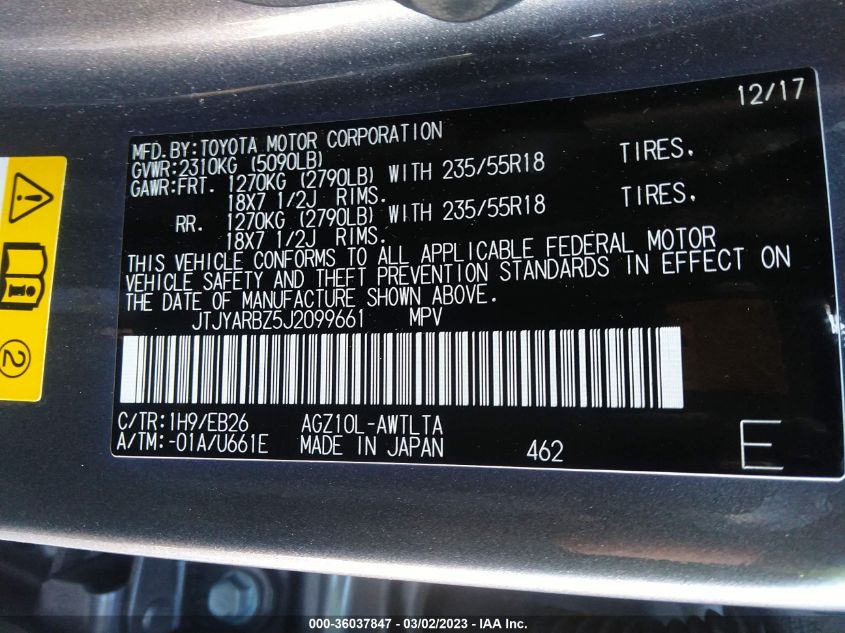 12/17
MFD.BY:TOYOTA MOTOR CORPORATION
GVWR:2310KG (5090LB)
GAWR:FRT. 1270KG (2790LB) WITH 235/55R18 TIRES.
18X7 1/2J RIMS.
RR. 1270KG (2790LB) WITH 235/55R18 TIRES.
18X7 1/2J RIMS.
THIS VEHICLE CONFORMS TO ALL APPLICABLE FEDERAL MOTOR
VEHICLE SAFETY AND THEFT PREVENTION STANDARDS IN EFFECT ON
THE DATE OF MANUFACTURE SHOWN ABOVE.
JTJYARBZ5J2099661 MPV
C/TR:1H9/EB26 AGZ10L-AWTLTA
A/TM:-01A/U661E MADE IN JAPAN 462 E
2
000-36037847 • 03/02/2023 • IAA Inc.